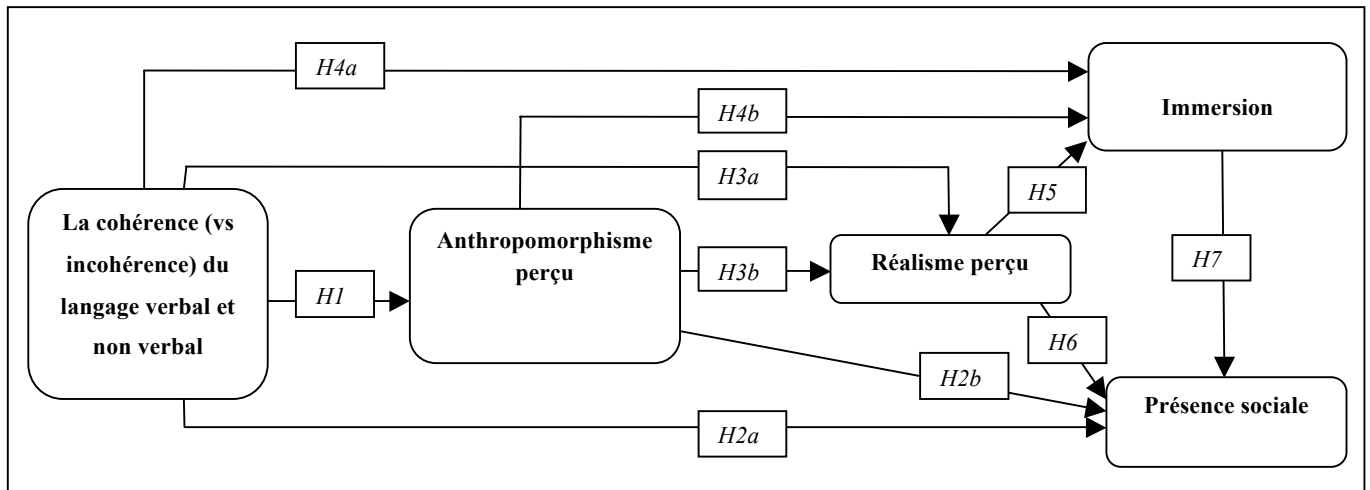 H4a
Immersion
H4b
H3a
H5
La cohérence (vs
incohérence) du
langage verbal et
non verbal
Anthropomorphisme
perçu
H1
H3b
Réalisme perçu
H7
H6
H2b
Présence sociale
H2a